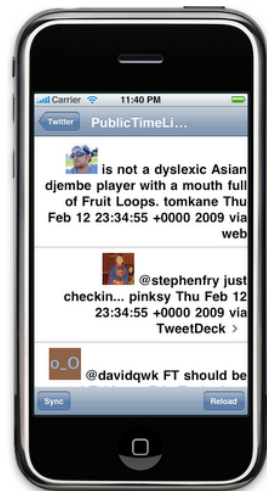 Carrier 11:40 PM
Twitter PublicTimeLi...
is not a dyslexic Asian
djembe player with a mouth full
of Fruit Loops. tomkane Thu
Feb 12 23:34:55 +0000 2009 via
web
@stephenfry just
checkin... pinksy Thu Feb 12
23:34:55 +0000 2009 via
TweetDeck >
o_O
@davidqwk FT should be
Sync Reload